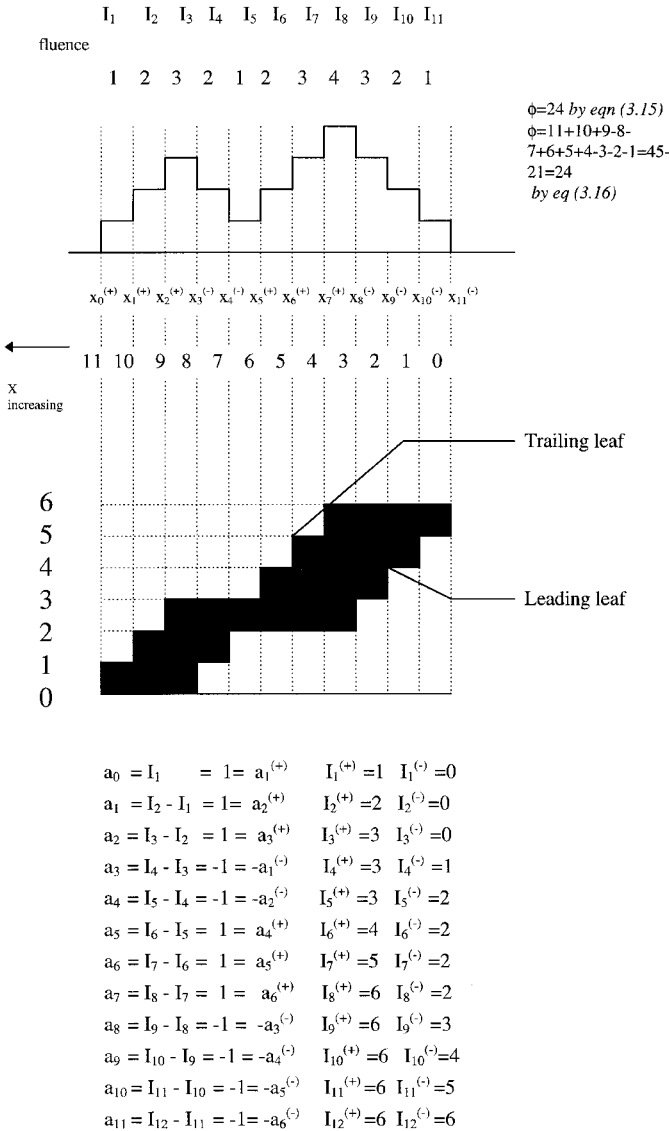 I₁ I₂ I₃ I₄ I₅ I₆ I₇ I₈ I₉ I₁₀ I₁₁
fluence
1 2 3 2 1 2 3 4 3 2 1
ϕ=24 by eqn (3.15)
ϕ=11+10+9-8-
7+6+5+4-3-2-1=45-
21=24
by eq (3.16)
x₀⁽⁺⁾ x₁⁽⁺⁾ x₂⁽⁺⁾ x₃⁽⁻⁾ x₄⁽⁻⁾ x₅⁽⁺⁾ x₆⁽⁺⁾ x₇⁽⁺⁾ x₈⁽⁻⁾ x₉⁽⁻⁾ x₁₀⁽⁻⁾ x₁₁⁽⁻⁾
11 10 9 8 7 6 5 4 3 2 1 0
x
increasing
Trailing leaf
6
5
4
Leading leaf
3
2
1
0
a₀ = I₁ = 1= a₁⁽⁺⁾ I₁⁽⁺⁾=1 I₁⁽⁻⁾=0
a₁ = I₂ - I₁ = 1= a₂⁽⁺⁾ I₂⁽⁺⁾=2 I₂⁽⁻⁾=0
a₂ = I₃ - I₂ = 1 = a₃⁽⁺⁾ I₃⁽⁺⁾=3 I₃⁽⁻⁾=0
a₃ = I₄ - I₃ = -1 = -a₁⁽⁻⁾ I₄⁽⁺⁾=3 I₄⁽⁻⁾=1
a₄ = I₅ - I₄ = -1 = -a₂⁽⁻⁾ I₅⁽⁺⁾=3 I₅⁽⁻⁾=2
a₅ = I₆ - I₅ = 1 = a₄⁽⁺⁾ I₆⁽⁺⁾=4 I₆⁽⁻⁾=2
a₆ = I₇ - I₆ = 1 = a₅⁽⁺⁾ I₇⁽⁺⁾=5 I₇⁽⁻⁾=2
a₇ = I₈ - I₇ = 1 = a₆⁽⁺⁾ I₈⁽⁺⁾=6 I₈⁽⁻⁾=2
a₈ = I₉ - I₈ = -1 = -a₃⁽⁻⁾ I₉⁽⁺⁾=6 I₉⁽⁻⁾=3
a₉ = I₁₀ - I₉ = -1 = -a₄⁽⁻⁾ I₁₀⁽⁺⁾=6 I₁₀⁽⁻⁾=4
a₁₀ = I₁₁ - I₁₀ = -1= -a₅⁽⁻⁾ I₁₁⁽⁺⁾=6 I₁₁⁽⁻⁾=5
a₁₁ = I₁₂ - I₁₁ = -1= -a₆⁽⁻⁾ I₁₂⁽⁺⁾=6 I₁₂⁽⁻⁾=6